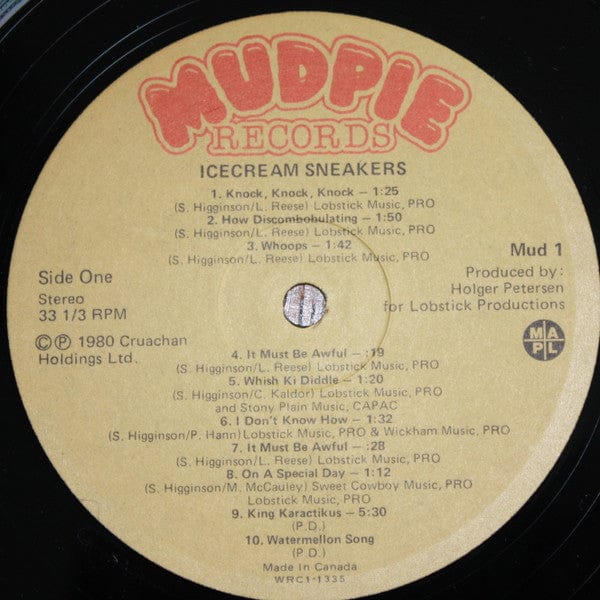 MUDPIE
RECORDS
ICECREAM SNEAKERS
1. Knock, Knock, Knock — 1:25
(S. Higginson/L. Reese) Lobstick Music, PRO
2. How Discombobulating — 1:50
(S. Higginson/L. Reese) Lobstick Music, PRO
3. Whoops — 1:42
(S. Higginson/L. Reese) Lobstick Music, PRO
Side One
Stereo
33 1/3 RPM
©℗ 1980 Cruachan
Holdings Ltd.
Mud 1
Produced by:
Holger Petersen
for Lobstick Productions
MAPL
4. It Must Be Awful — :19
(S. Higginson/L. Reese) Lobstick Music, PRO
5. Whish Ki Diddle — 1:20
(S. Higginson/C. Kaldor) Lobstick Music, PRO
and Stony Plain Music, CAPAC
6. I Don't Know How — 1:32
(S. Higginson/P. Hann) Lobstick Music, PRO & Wickham Music, PRO
7. It Must Be Awful — :28
(S. Higginson/L. Reese) Lobstick Music, PRO
8. On A Special Day — 1:12
(S. Higginson/M. McCauley) Sweet Cowboy Music, PRO
Lobstick Music, PRO
9. King Karactikus — 5:30
(P.D.)
10. Watermellon Song
(P.D.)
Made In Canada
WRC1-1335